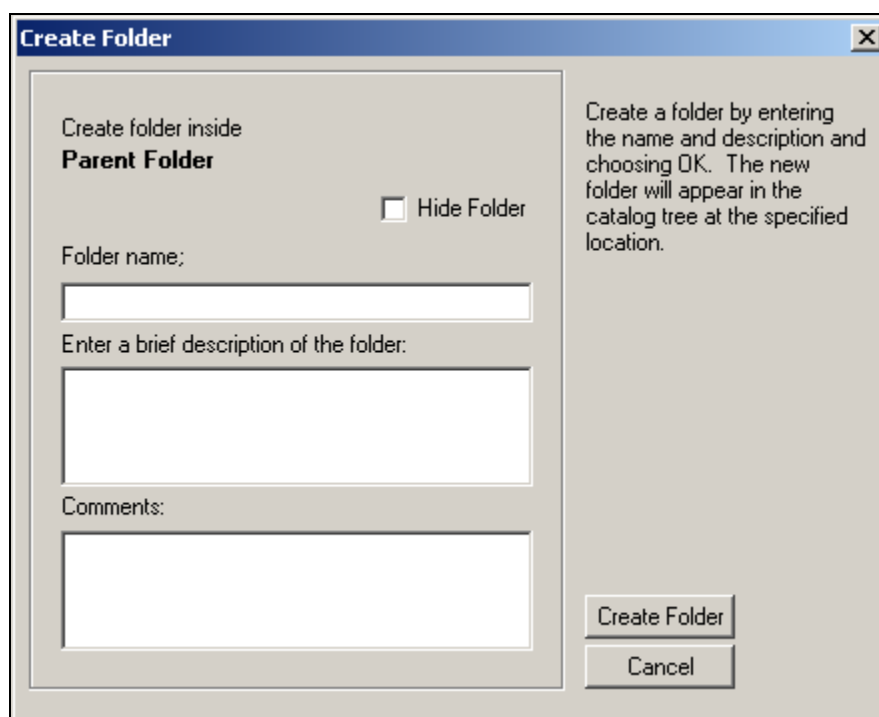 Create Folder
Create folder inside
Parent Folder
Hide Folder
Folder name;
Enter a brief description of the folder:
Comments:
Create a folder by entering
the name and description and
choosing OK.  The new
folder will appear in the
catalog tree at the specified
location.
Create Folder
Cancel